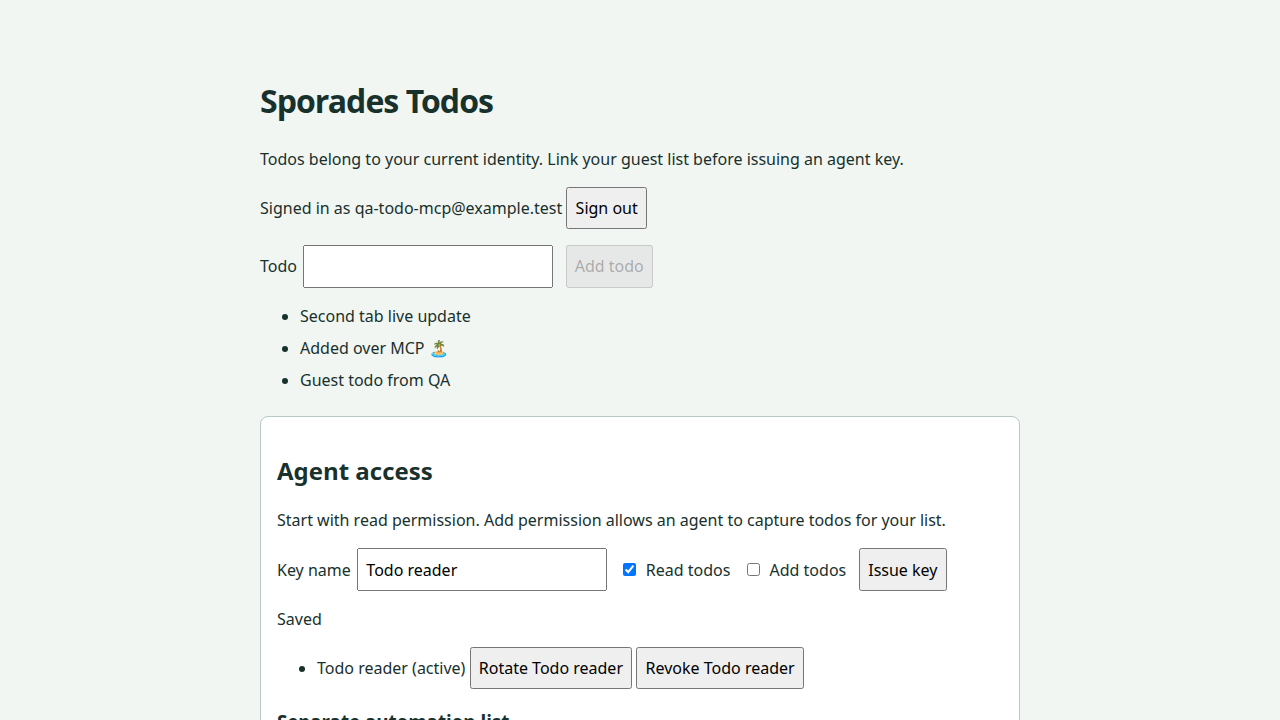 Sporades Todos
Todos belong to your current identity. Link your guest list before issuing an agent key.
Signed in as qa-todo-mcp@example.test Sign out
Todo Add todo
Second tab live update
Added over MCP 🏝️
Guest todo from QA
Agent access
Start with read permission. Add permission allows an agent to capture todos for your list.
Key name Todo reader Read todos Add todos Issue key
Saved
Todo reader (active) Rotate Todo reader Revoke Todo reader
Separate automation list